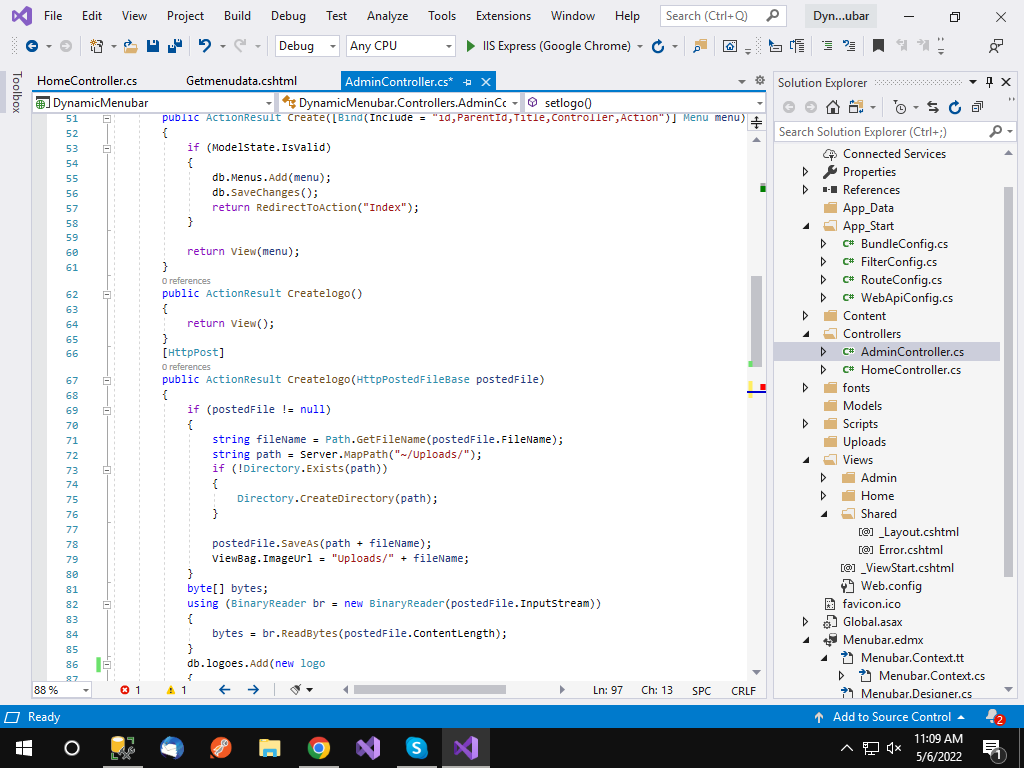 File Edit View Project Build Debug Test Analyze Tools Extensions Window Help Search (Ctrl+Q) Dyn...ubar
Debug Any CPU IIS Express (Google Chrome)
Toolbox
HomeController.cs Getmenudata.cshtml AdminController.cs*
DynamicMenubar DynamicMenubar.Controllers.AdminCc setlogo()
51 public ActionResult Create([Bind(Include = "id,ParentId,Title,Controller,Action")] Menu menu)
52 {
53 if (ModelState.IsValid)
54 {
55 db.Menus.Add(menu);
56 db.SaveChanges();
57 return RedirectToAction("Index");
58 }
59
60 return View(menu);
61 }
0 references
62 public ActionResult Createlogo()
63 {
64 return View();
65 }
66 [HttpPost]
0 references
67 public ActionResult Createlogo(HttpPostedFileBase postedFile)
68 {
69 if (postedFile != null)
70 {
71 string fileName = Path.GetFileName(postedFile.FileName);
72 string path = Server.MapPath("~/Uploads/");
73 if (!Directory.Exists(path))
74 {
75 Directory.CreateDirectory(path);
76 }
77
78 postedFile.SaveAs(path + fileName);
79 ViewBag.ImageUrl = "Uploads/" + fileName;
80 }
81 byte[] bytes;
82 using (BinaryReader br = new BinaryReader(postedFile.InputStream))
83 {
84 bytes = br.ReadBytes(postedFile.ContentLength);
85 }
86 db.logoes.Add(new logo
87 {
88 % 1 1 Ln: 97 Ch: 13 SPC CRLF
Solution Explorer
Search Solution Explorer (Ctrl+;)
Connected Services
Properties
References
App_Data
App_Start
C# BundleConfig.cs
C# FilterConfig.cs
C# RouteConfig.cs
C# WebApiConfig.cs
Content
Controllers
C# AdminController.cs
C# HomeController.cs
fonts
Models
Scripts
Uploads
Views
Admin
Home
Shared
[@] _Layout.cshtml
[@] Error.cshtml
[@] _ViewStart.cshtml
Web.config
favicon.ico
Global.asax
Menubar.edmx
Menubar.Context.tt
Menubar.Context.cs
Menubar.Designer.cs
Ready Add to Source Control 2
11:09 AM
5/6/2022
1